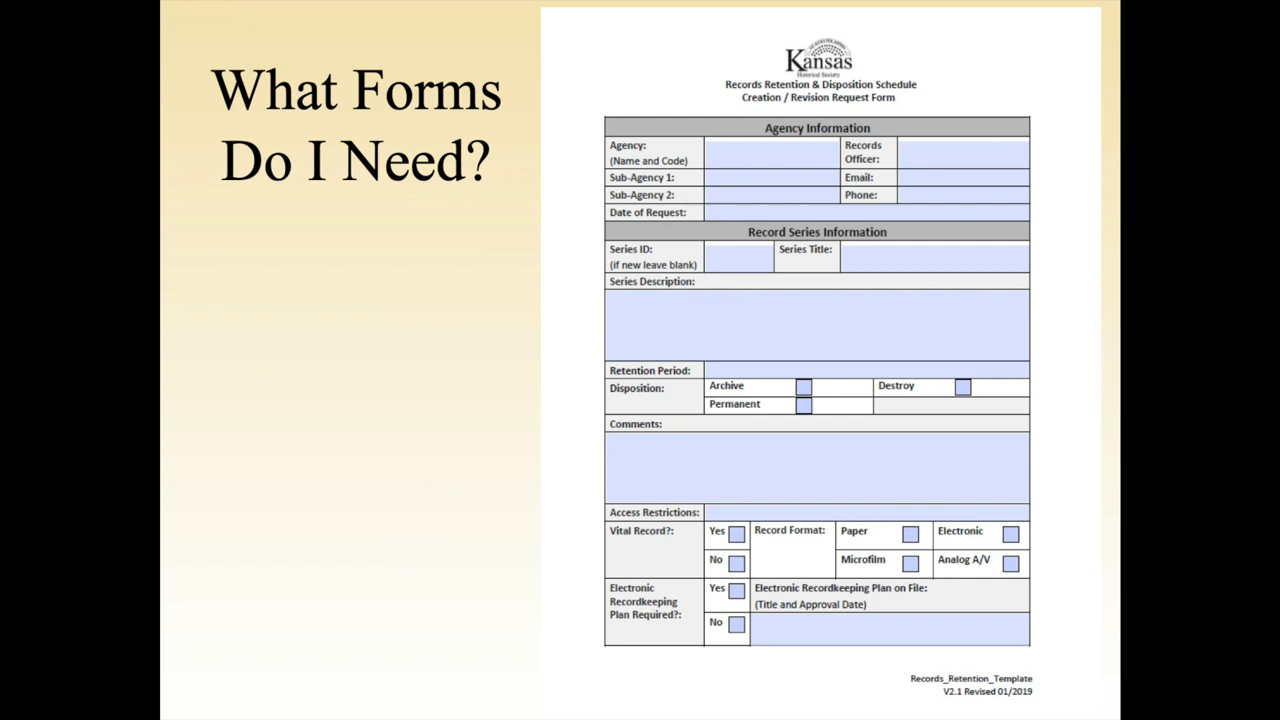 What Forms
Do I Need?
Kansas
Historical Society
Records Retention & Disposition Schedule
Creation / Revision Request Form
Agency Information
Agency:
(Name and Code)
Records
Officer:
Sub-Agency 1:
Email:
Sub-Agency 2:
Phone:
Date of Request:
Record Series Information
Series ID:
(if new leave blank)
Series Title:
Series Description:
Retention Period:
Disposition:
Archive
Destroy
Permanent
Comments:
Access Restrictions:
Vital Record?:
Yes
No
Record Format:
Paper
Electronic
Microfilm
Analog A/V
Electronic
Recordkeeping
Plan Required?:
Yes
No
Electronic Recordkeeping Plan on File:
(Title and Approval Date)
Records_Retention_Template
V2.1 Revised 01/2019